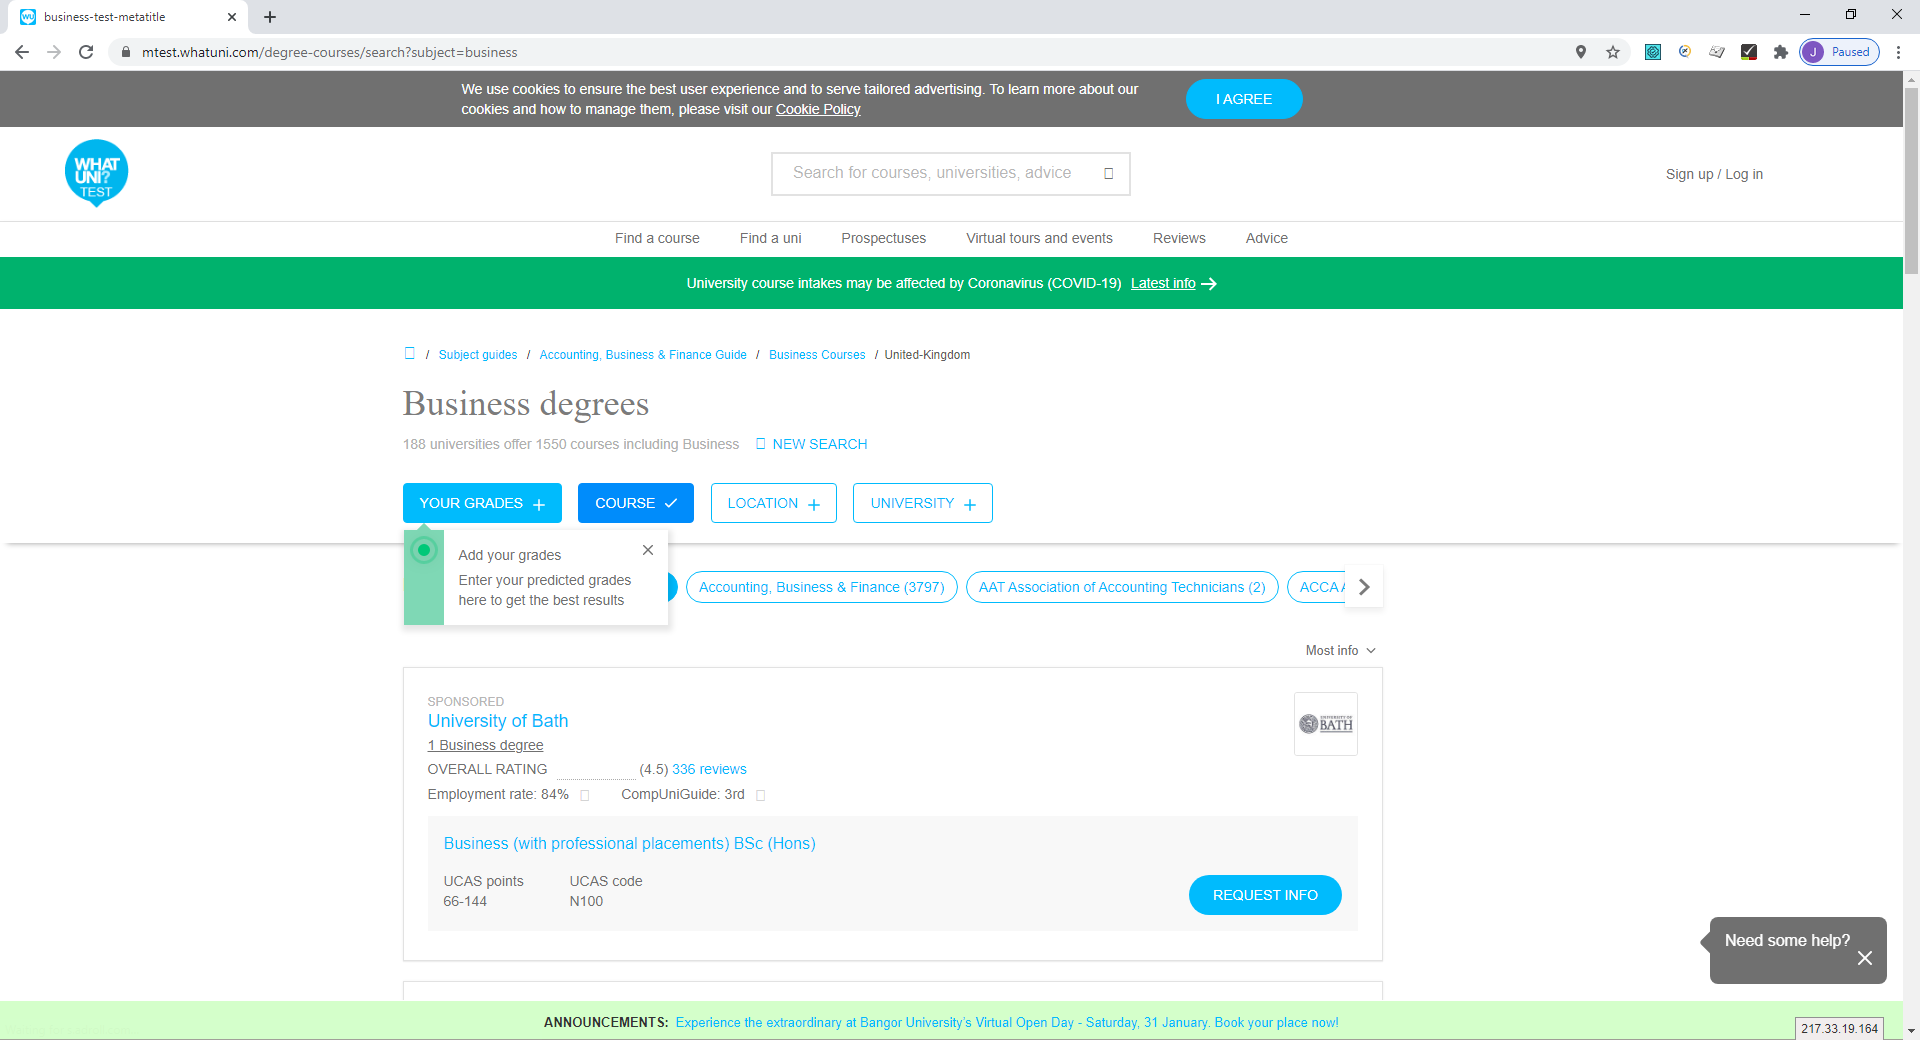 business-test-metatitle
mtest.whatuni.com/degree-courses/search?subject=business
J Paused
We use cookies to ensure the best user experience and to serve tailored advertising. To learn more about our
cookies and how to manage them, please visit our Cookie Policy
I AGREE
WHAT
UNI?
TEST
Search for courses, universities, advice
Sign up / Log in
Find a course
Find a uni
Prospectuses
Virtual tours and events
Reviews
Advice
University course intakes may be affected by Coronavirus (COVID-19) Latest info
/ Subject guides / Accounting, Business & Finance Guide / Business Courses / United-Kingdom
Business degrees
188 universities offer 1550 courses including Business NEW SEARCH
YOUR GRADES
COURSE
LOCATION
UNIVERSITY
Add your grades
Enter your predicted grades
here to get the best results
Accounting, Business & Finance (3797)
AAT Association of Accounting Technicians (2)
ACCA
Most info
SPONSORED
University of Bath
1 Business degree
OVERALL RATING (4.5) 336 reviews
Employment rate: 84% CompUniGuide: 3rd
UNIVERSITY OF
BATH
Business (with professional placements) BSc (Hons)
UCAS points UCAS code
66-144 N100
REQUEST INFO
Need some help?
ANNOUNCEMENTS: Experience the extraordinary at Bangor University's Virtual Open Day - Saturday, 31 January. Book your place now!
217.33.19.164